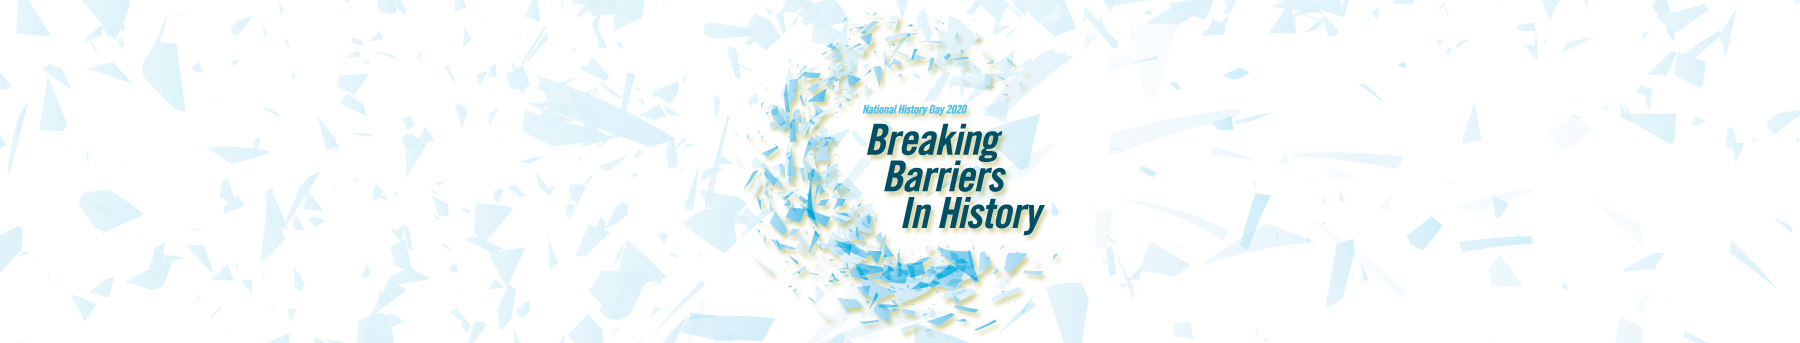 National History Day 2020
Breaking
Barriers
In History